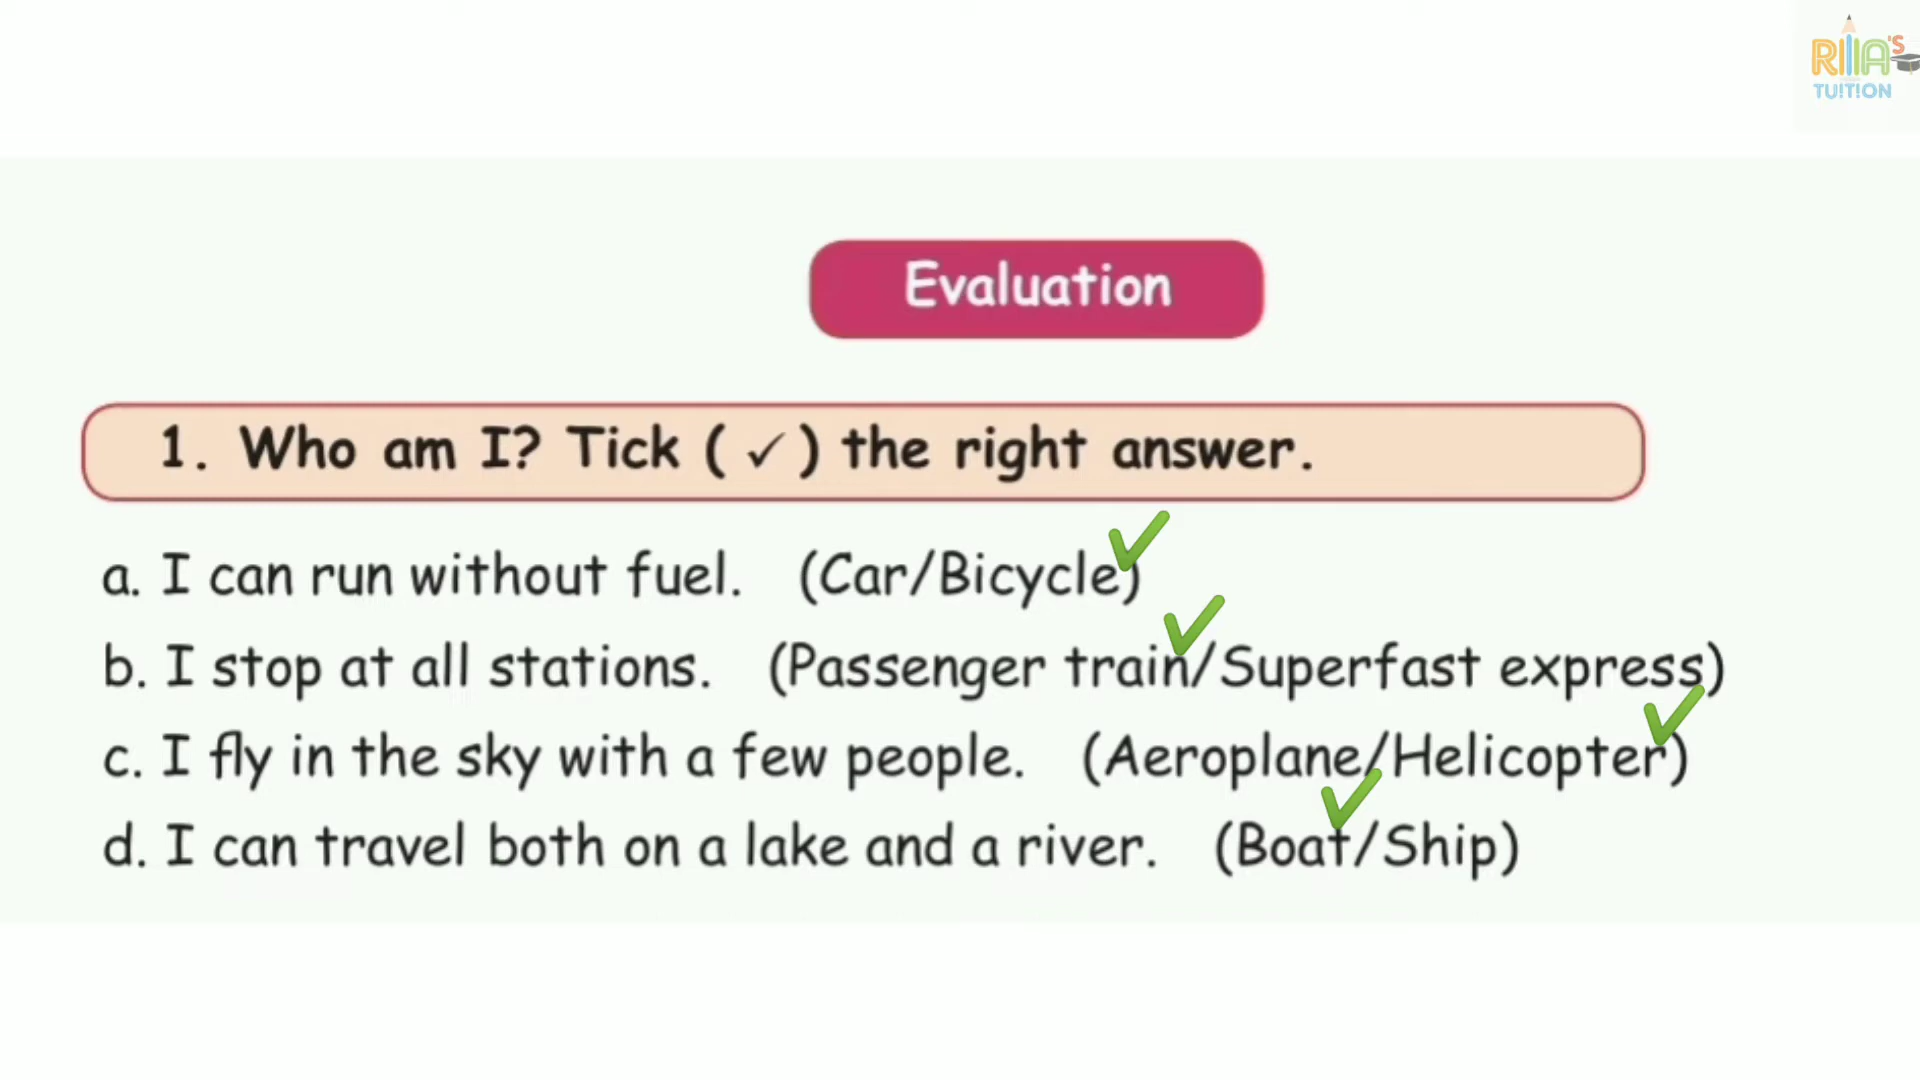 RIIA'S
TUITION
Evaluation
1. Who am I? Tick ( ✓ ) the right answer.
a. I can run without fuel. (Car/Bicycle)
b. I stop at all stations. (Passenger train/Superfast express)
c. I fly in the sky with a few people. (Aeroplane/Helicopter)
d. I can travel both on a lake and a river. (Boat/Ship)